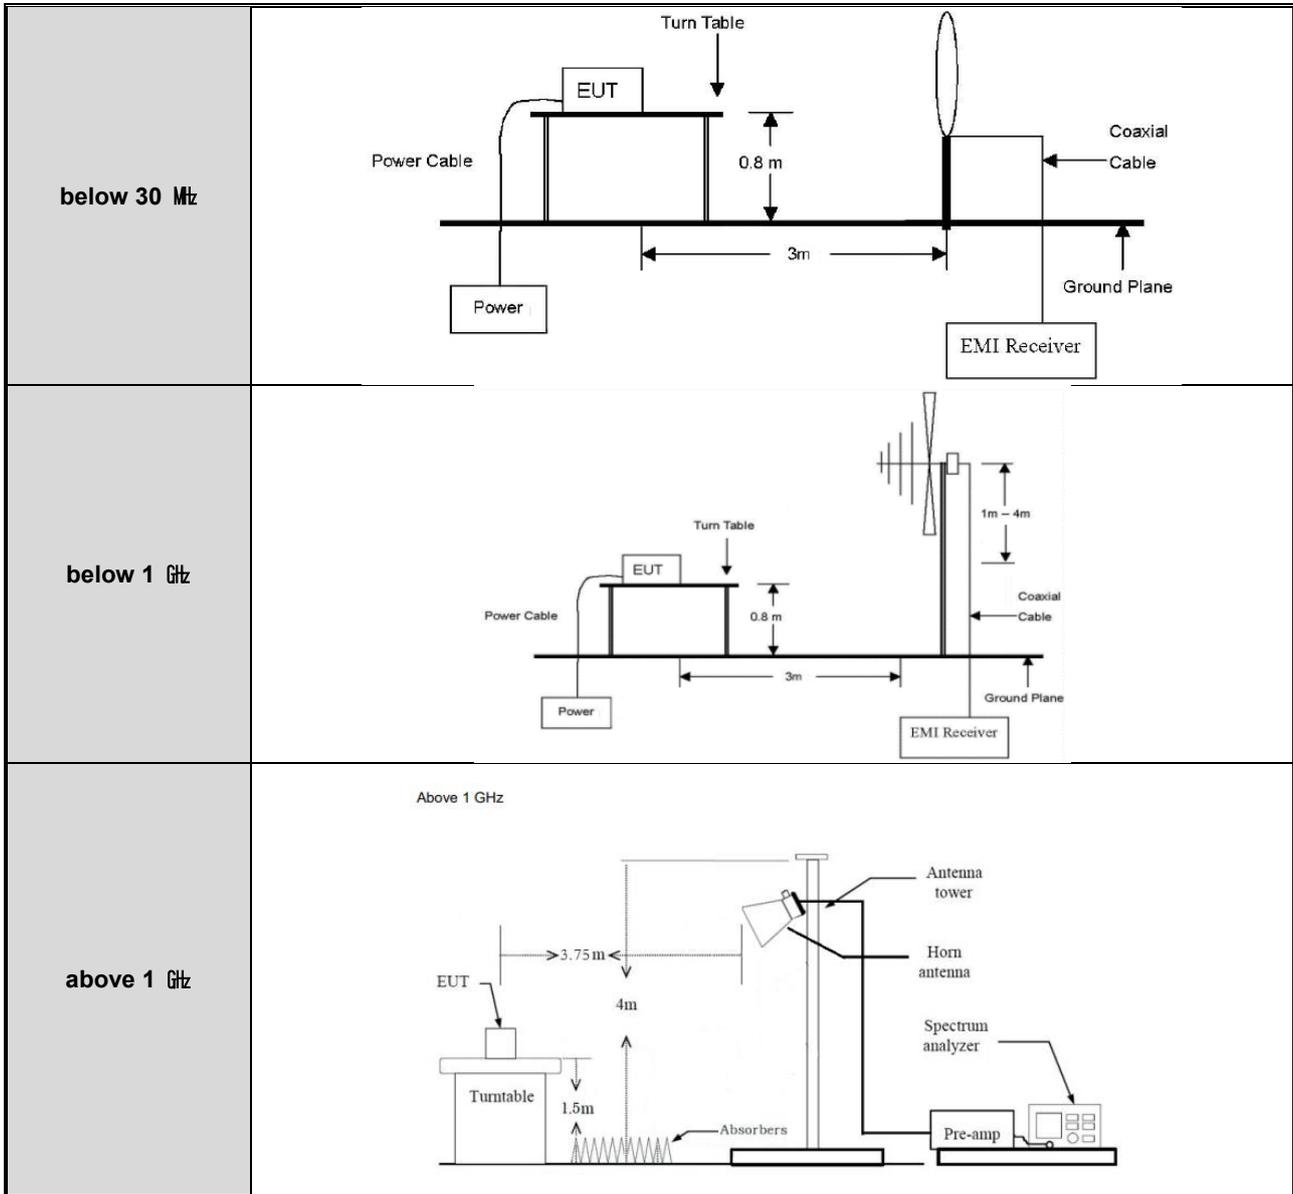 below 30 ㎒
Turn Table
EUT
Power Cable
0.8 m
Coaxial
Cable
3m
Ground Plane
Power
EMI Receiver
below 1 ㎓
1m – 4m
Turn Table
EUT
Power Cable
0.8 m
Coaxial
Cable
3m
Ground Plane
Power
EMI Receiver
above 1 ㎓
Above 1 GHz
Antenna
tower
3.75m
Horn
antenna
EUT
4m
Spectrum
analyzer
Turntable
1.5m
Absorbers
Pre-amp